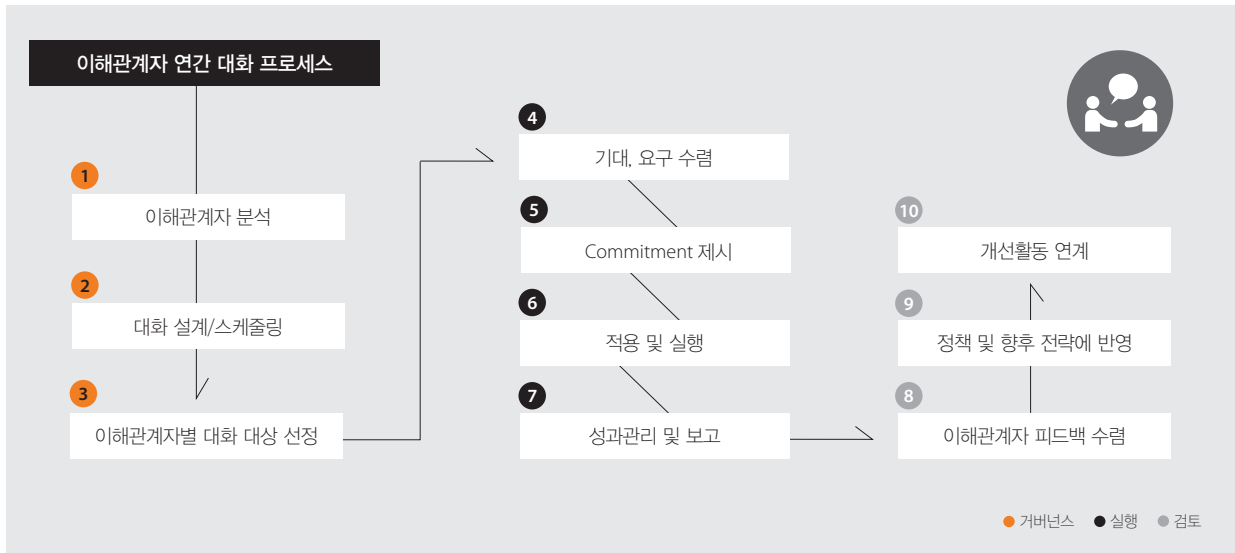 이해관계자 연간 대화 프로세스
1
이해관계자 분석
2
대화 설계/스케줄링
3
이해관계자별 대화 대상 선정
4
기대, 요구 수렴
5
Commitment 제시
6
적용 및 실행
7
성과관리 및 보고
8
이해관계자 피드백 수렴
9
정책 및 향후 전략에 반영
10
개선활동 연계
거버넌스 실행 검토